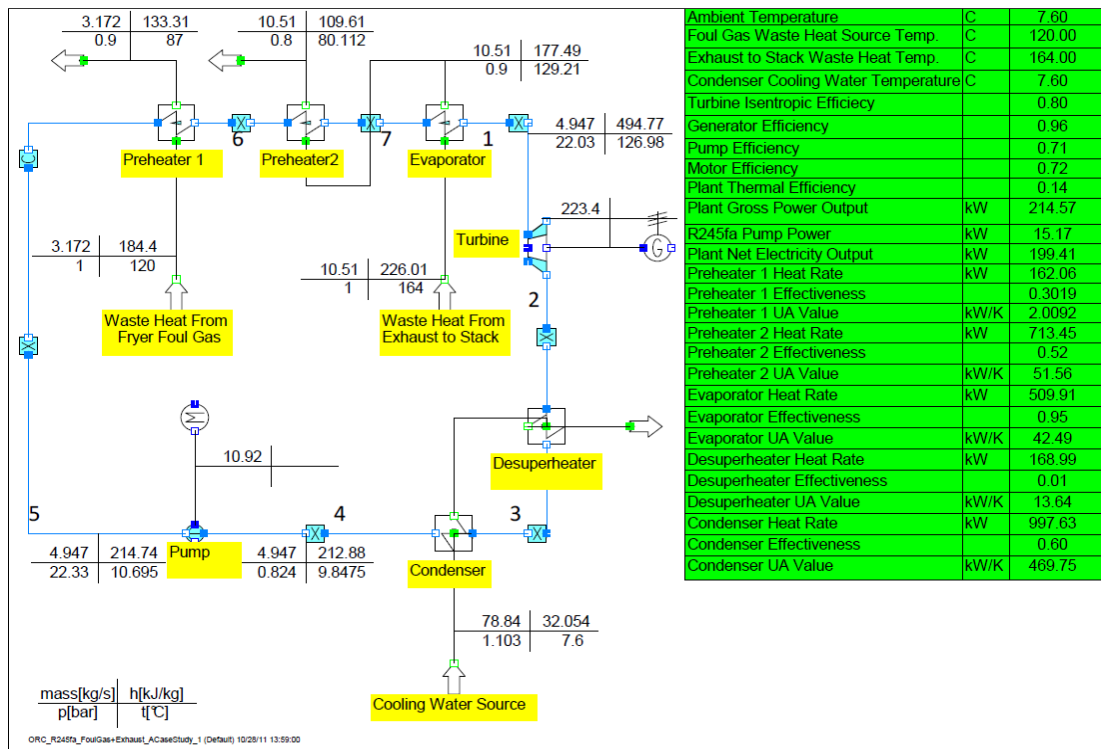 3.172 133.31
0.9 87
10.51 109.61
0.8 80.112
10.51 177.49
0.9 129.21
C
6
7
1
Preheater 1
Preheater2
Evaporator
4.947 494.77
22.03 126.98
223.4
Turbine
G
3.172 184.4
1 120
10.51 226.01
1 164
2
Waste Heat From
Fryer Foul Gas
Waste Heat From
Exhaust to Stack
M
Desuperheater
10.92
5
4
3
Pump
Condenser
4.947 214.74
22.33 10.695
4.947 212.88
0.824 9.8475
78.84 32.054
1.103 7.6
Cooling Water Source
mass[kg/s] h[kJ/kg]
p[bar] t[℃]
ORC_R245fa_FoulGas+Exhaust_ACaseStudy_1 (Default) 10/28/11 13:59:00
Ambient Temperature C 7.60
Foul Gas Waste Heat Source Temp. C 120.00
Exhaust to Stack Waste Heat Temp. C 164.00
Condenser Cooling Water Temperature C 7.60
Turbine Isentropic Efficiecy 0.80
Generator Efficiency 0.96
Pump Efficiency 0.71
Motor Efficiency 0.72
Plant Thermal Efficiency 0.14
Plant Gross Power Output kW 214.57
R245fa Pump Power kW 15.17
Plant Net Electricity Output kW 199.41
Preheater 1 Heat Rate kW 162.06
Preheater 1 Effectiveness 0.3019
Preheater 1 UA Value kW/K 2.0092
Preheater 2 Heat Rate kW 713.45
Preheater 2 Effectiveness 0.52
Preheater 2 UA Value kW/K 51.56
Evaporator Heat Rate kW 509.91
Evaporator Effectiveness 0.95
Evaporator UA Value kW/K 42.49
Desuperheater Heat Rate kW 168.99
Desuperheater Effectiveness 0.01
Desuperheater UA Value kW/K 13.64
Condenser Heat Rate kW 997.63
Condenser Effectiveness 0.60
Condenser UA Value kW/K 469.75